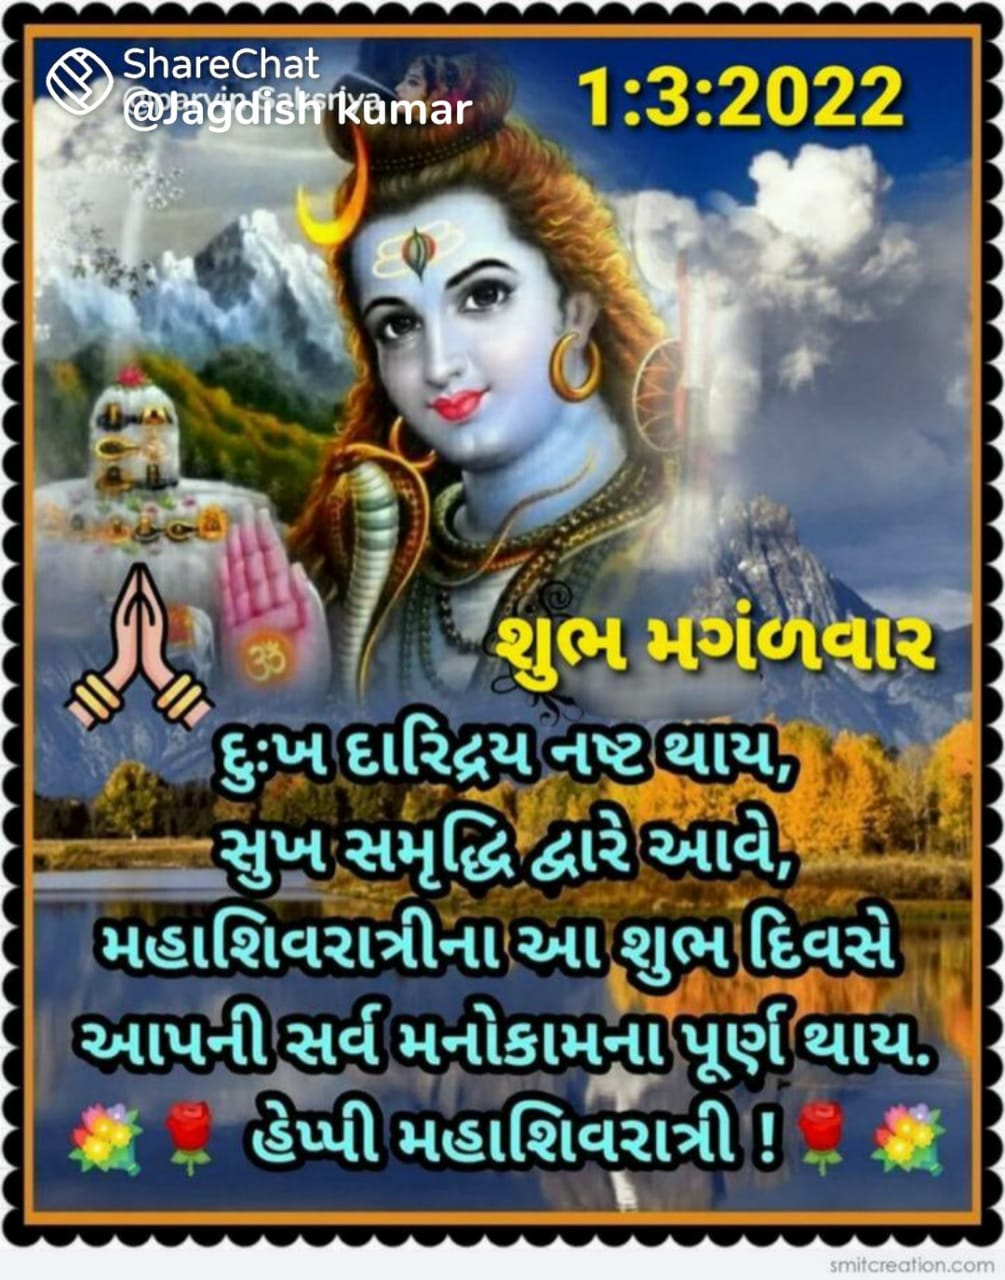 ShareChat
@Jagdish kumar
1:3:2022
ૐ
શુભ મગંળવાર
દુઃખ દારિદ્રય નષ્ટ થાય,
સુખ સમૃદ્ધિ દ્વારે આવે,
મહાશિવરાત્રીના આ શુભ દિવસે
આપની સર્વ મનોકામના પૂર્ણ થાય.
હેપ્પી મહાશિવરાત્રી !
smitcreation.com